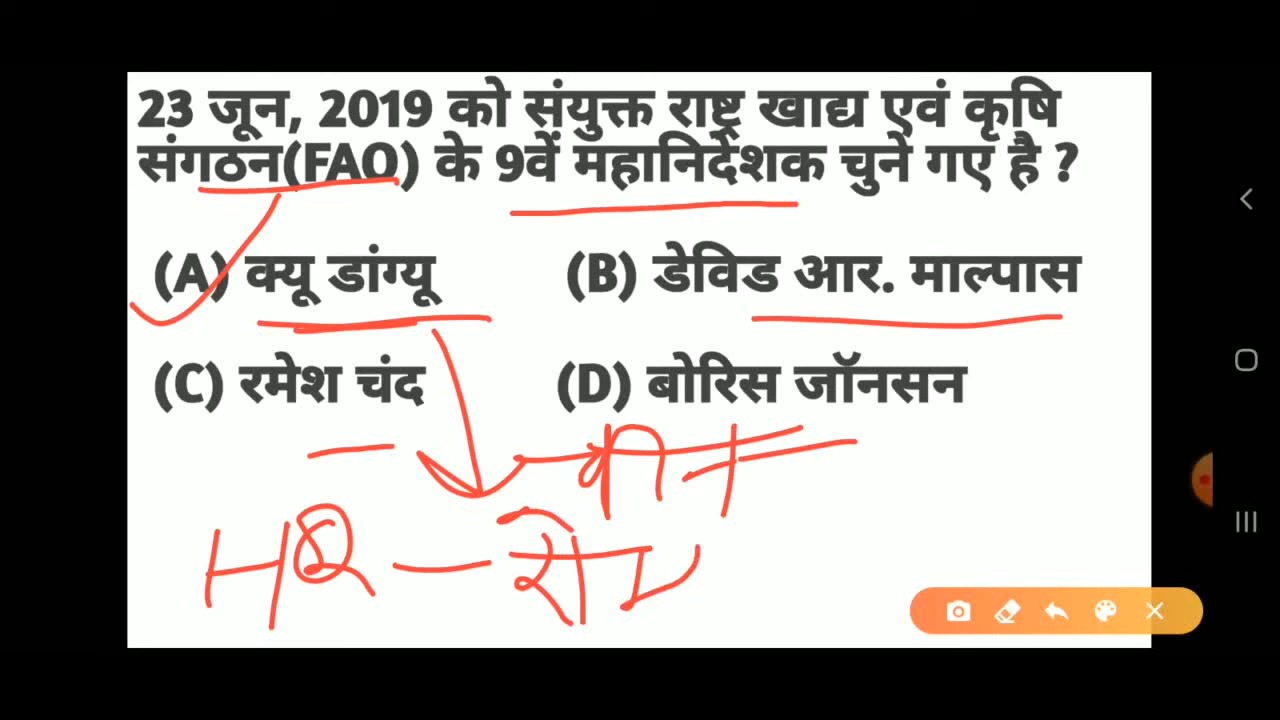 23 जून, 2019 को संयुक्त राष्ट्र खाद्य एवं कृषि
संगठन(FAO) के 9वें महानिदेशक चुने गए है ?
(A) क्यू डांग्यू (B) डेविड आर. माल्पास
(C) रमेश चंद (D) बोरिस जॉनसन
HQ - रोम